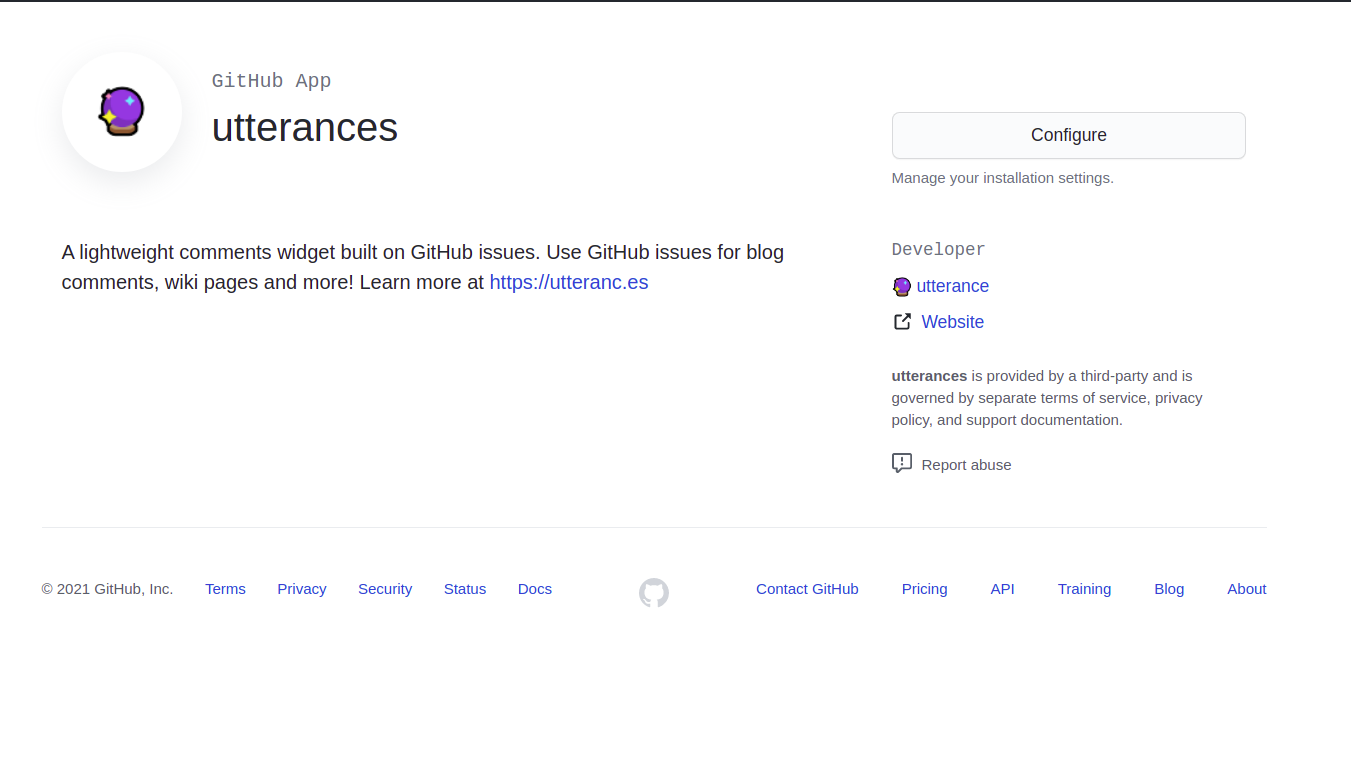 GitHub App
utterances
Configure
Manage your installation settings.
A lightweight comments widget built on GitHub issues. Use GitHub issues for blog
comments, wiki pages and more! Learn more at https://utteranc.es
Developer
utterance
Website
utterances is provided by a third-party and is
governed by separate terms of service, privacy
policy, and support documentation.
Report abuse
© 2021 GitHub, Inc. Terms Privacy Security Status Docs Contact GitHub Pricing API Training Blog About